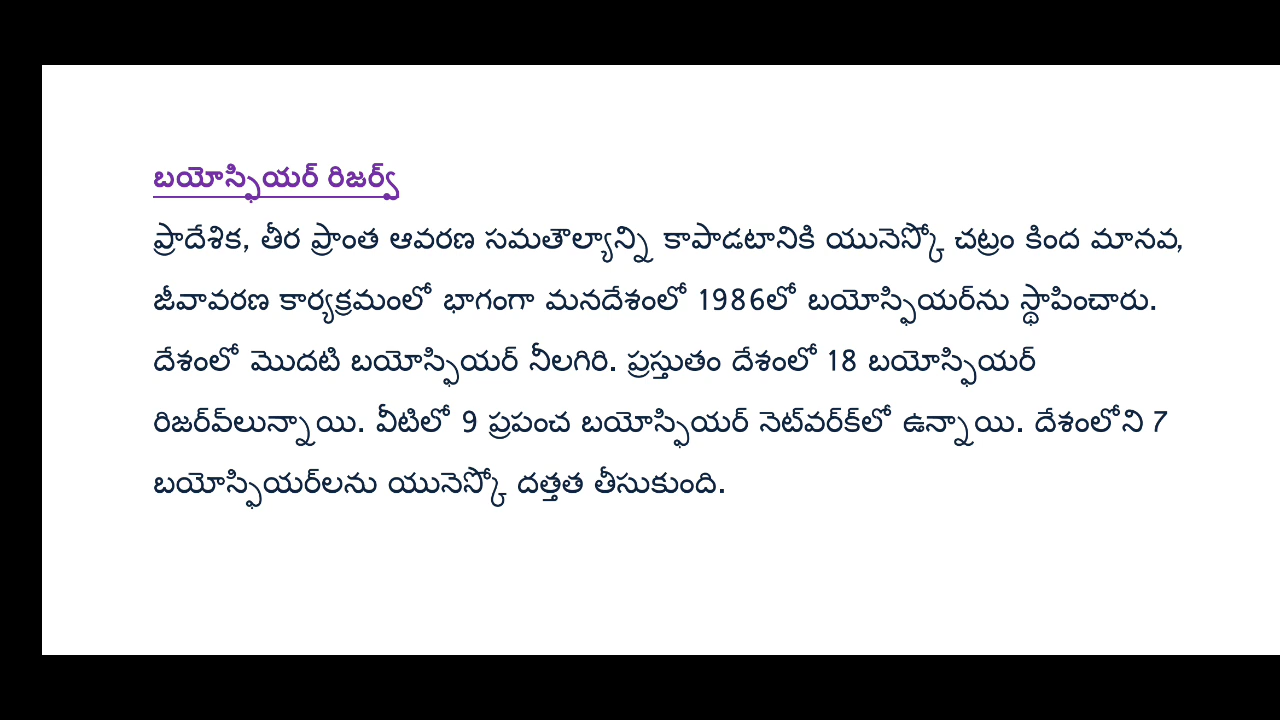 బయోస్ఫియర్ రిజర్వ్
ప్రాదేశిక, తీర ప్రాంత ఆవరణ సమతౌల్యాన్ని కాపాడటానికి యునెస్కో చట్రం కింద మానవ,
జీవావరణ కార్యక్రమంలో భాగంగా మనదేశంలో 1986లో బయోస్ఫియర్‌ను స్థాపించారు.
దేశంలో మొదటి బయోస్ఫియర్ నీలగిరి. ప్రస్తుతం దేశంలో 18 బయోస్ఫియర్
రిజర్వ్‌లున్నాయి. వీటిలో 9 ప్రపంచ బయోస్ఫియర్ నెట్‌వర్క్‌లో ఉన్నాయి. దేశంలోని 7
బయోస్ఫియర్‌లను యునెస్కో దత్తత తీసుకుంది.